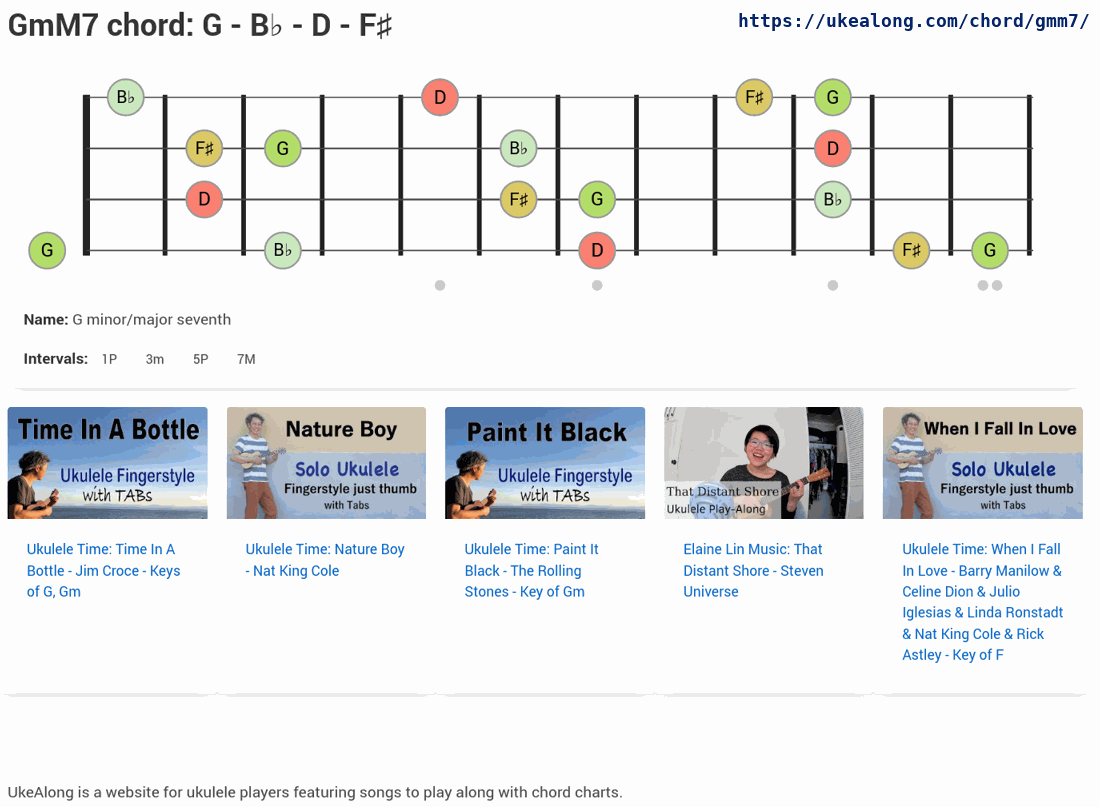 GmM7 chord: G - B♭ - D - F♯
https://ukealong.com/chord/gmm7/
B♭ D F♯ G
F♯ G B♭ D
D F♯ G B♭
G B♭ D F♯ G
Name: G minor/major seventh
Intervals: 1P 3m 5P 7M
Time In A Bottle
Ukulele Fingerstyle
with TABs
Nature Boy
Solo Ukulele
Fingerstyle just thumb
with Tabs
Paint It Black
Ukulele Fingerstyle
with TABs
That Distant Shore
Ukulele Play-Along
When I Fall In Love
Solo Ukulele
Fingerstyle just thumb
with Tabs
Ukulele Time: Time In A
Bottle - Jim Croce - Keys
of G, Gm
Ukulele Time: Nature Boy
- Nat King Cole
Ukulele Time: Paint It
Black - The Rolling
Stones - Key of Gm
Elaine Lin Music: That
Distant Shore - Steven
Universe
Ukulele Time: When I Fall
In Love - Barry Manilow &
Celine Dion & Julio
Iglesias & Linda Ronstadt
& Nat King Cole & Rick
Astley - Key of F
UkeAlong is a website for ukulele players featuring songs to play along with chord charts.